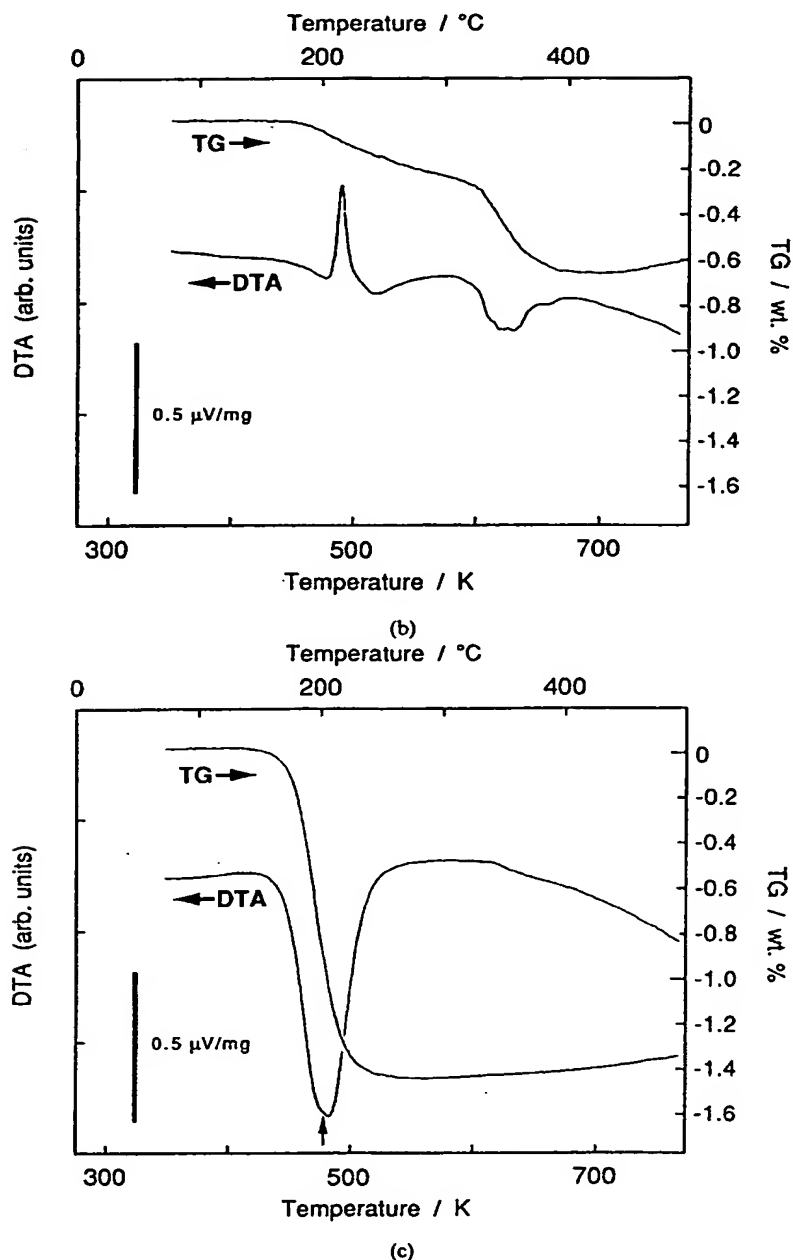 Temperature / °C
0 200 400
TG
DTA
DTA (arb. units)
0.5 μV/mg
0
-0.2
-0.4
-0.6
-0.8
-1.0
-1.2
-1.4
-1.6
TG / wt. %
300 500 700
Temperature / K
(b)
Temperature / °C
0 200 400
TG
DTA
DTA (arb. units)
0.5 μV/mg
0
-0.2
-0.4
-0.6
-0.8
-1.0
-1.2
-1.4
-1.6
TG / wt. %
300 500 700
Temperature / K
(c)